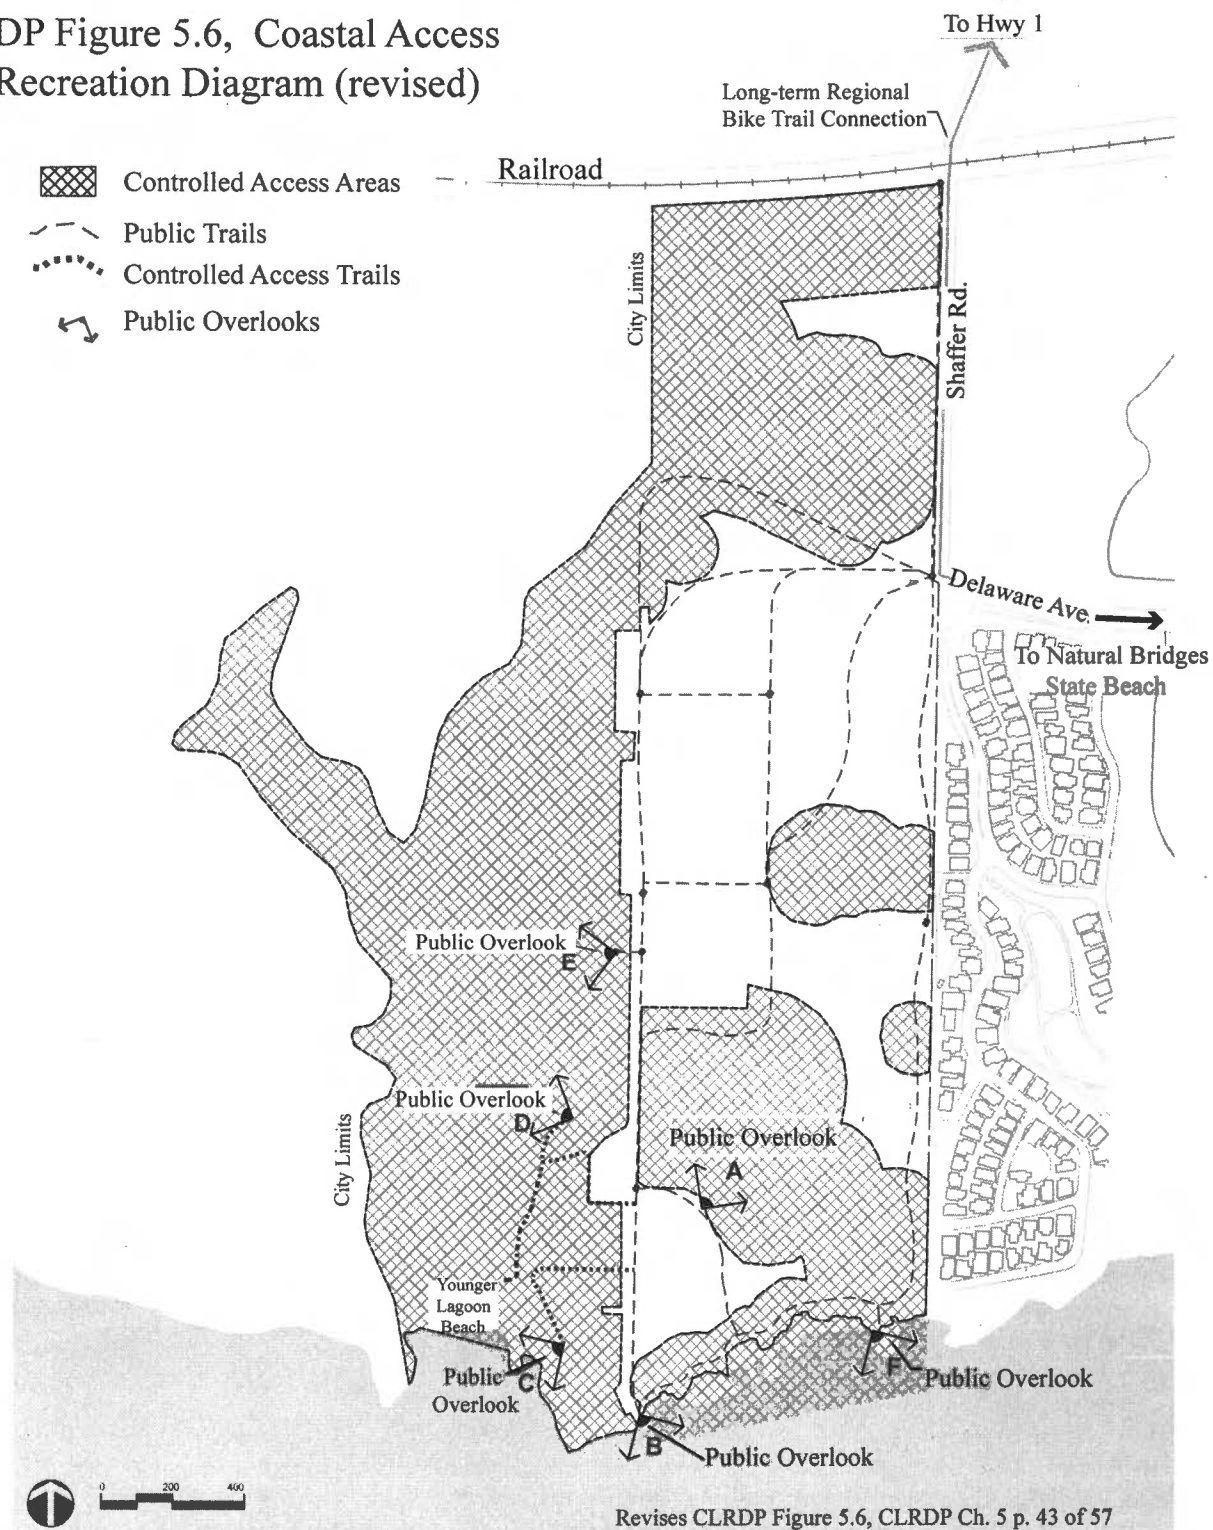 DP Figure 5.6, Coastal Access
Recreation Diagram (revised)
To Hwy 1
Long-term Regional
Bike Trail Connection
Railroad
Controlled Access Areas
Public Trails
Controlled Access Trails
Public Overlooks
City Limits
Shaffer Rd.
Delaware Ave.
To Natural Bridges
State Beach
Public Overlook
E
Public Overlook
D
Public Overlook
A
City Limits
Younger
Lagoon
Beach
Public
Overlook
C
F
Public Overlook
B
Public Overlook
0 200 400
Revises CLRDP Figure 5.6, CLRDP Ch. 5 p. 43 of 57